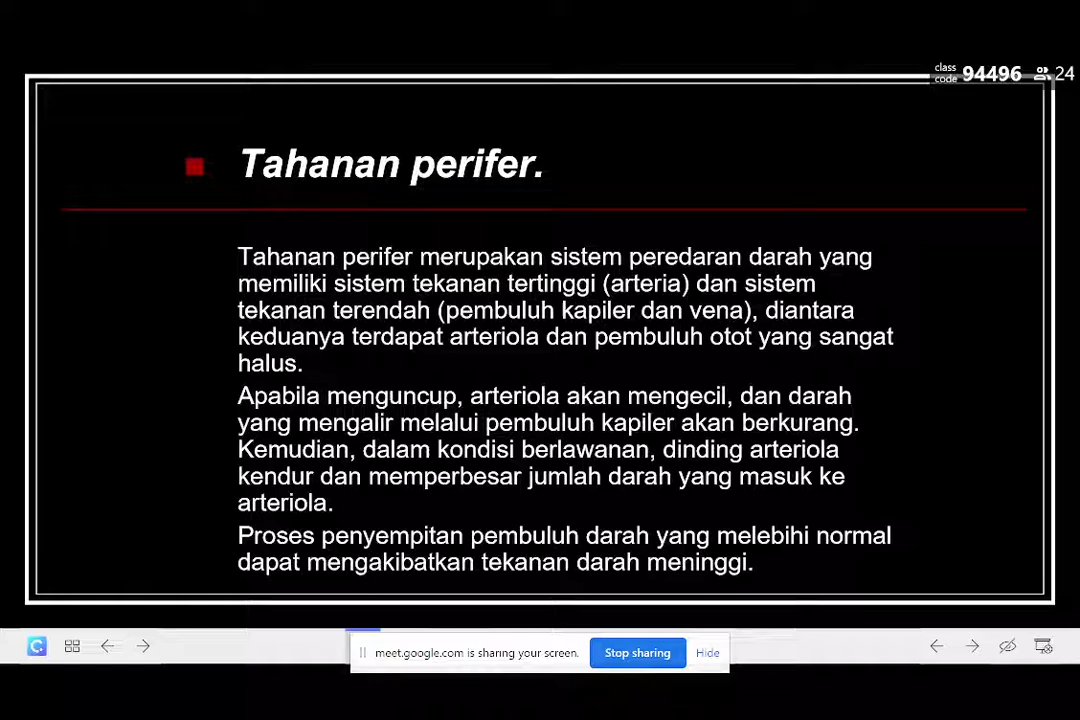 class
code 94496 24
Tahanan perifer.
Tahanan perifer merupakan sistem peredaran darah yang
memiliki sistem tekanan tertinggi (arteria) dan sistem
tekanan terendah (pembuluh kapiler dan vena), diantara
keduanya terdapat arteriola dan pembuluh otot yang sangat
halus.
Apabila menguncup, arteriola akan mengecil, dan darah
yang mengalir melalui pembuluh kapiler akan berkurang.
Kemudian, dalam kondisi berlawanan, dinding arteriola
kendur dan memperbesar jumlah darah yang masuk ke
arteriola.
Proses penyempitan pembuluh darah yang melebihi normal
dapat mengakibatkan tekanan darah meninggi.
meet.google.com is sharing your screen. Stop sharing Hide